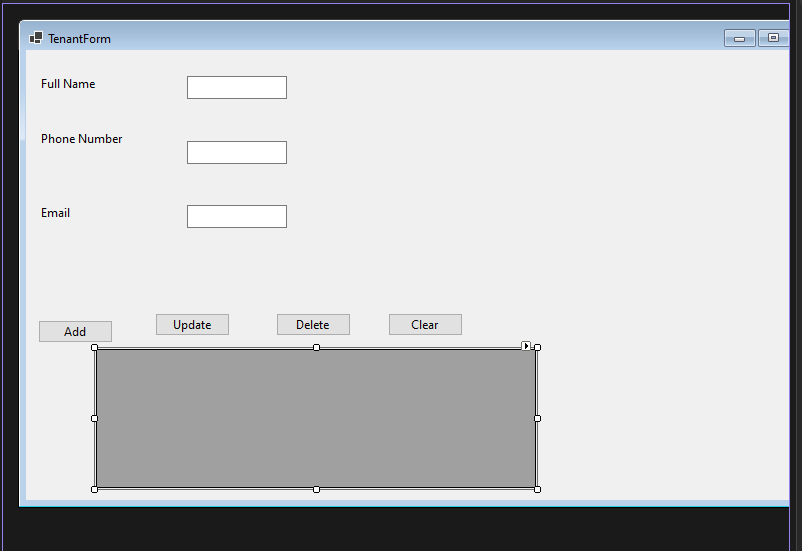 TenantForm
Full Name
Phone Number
Email
Add
Update
Delete
Clear